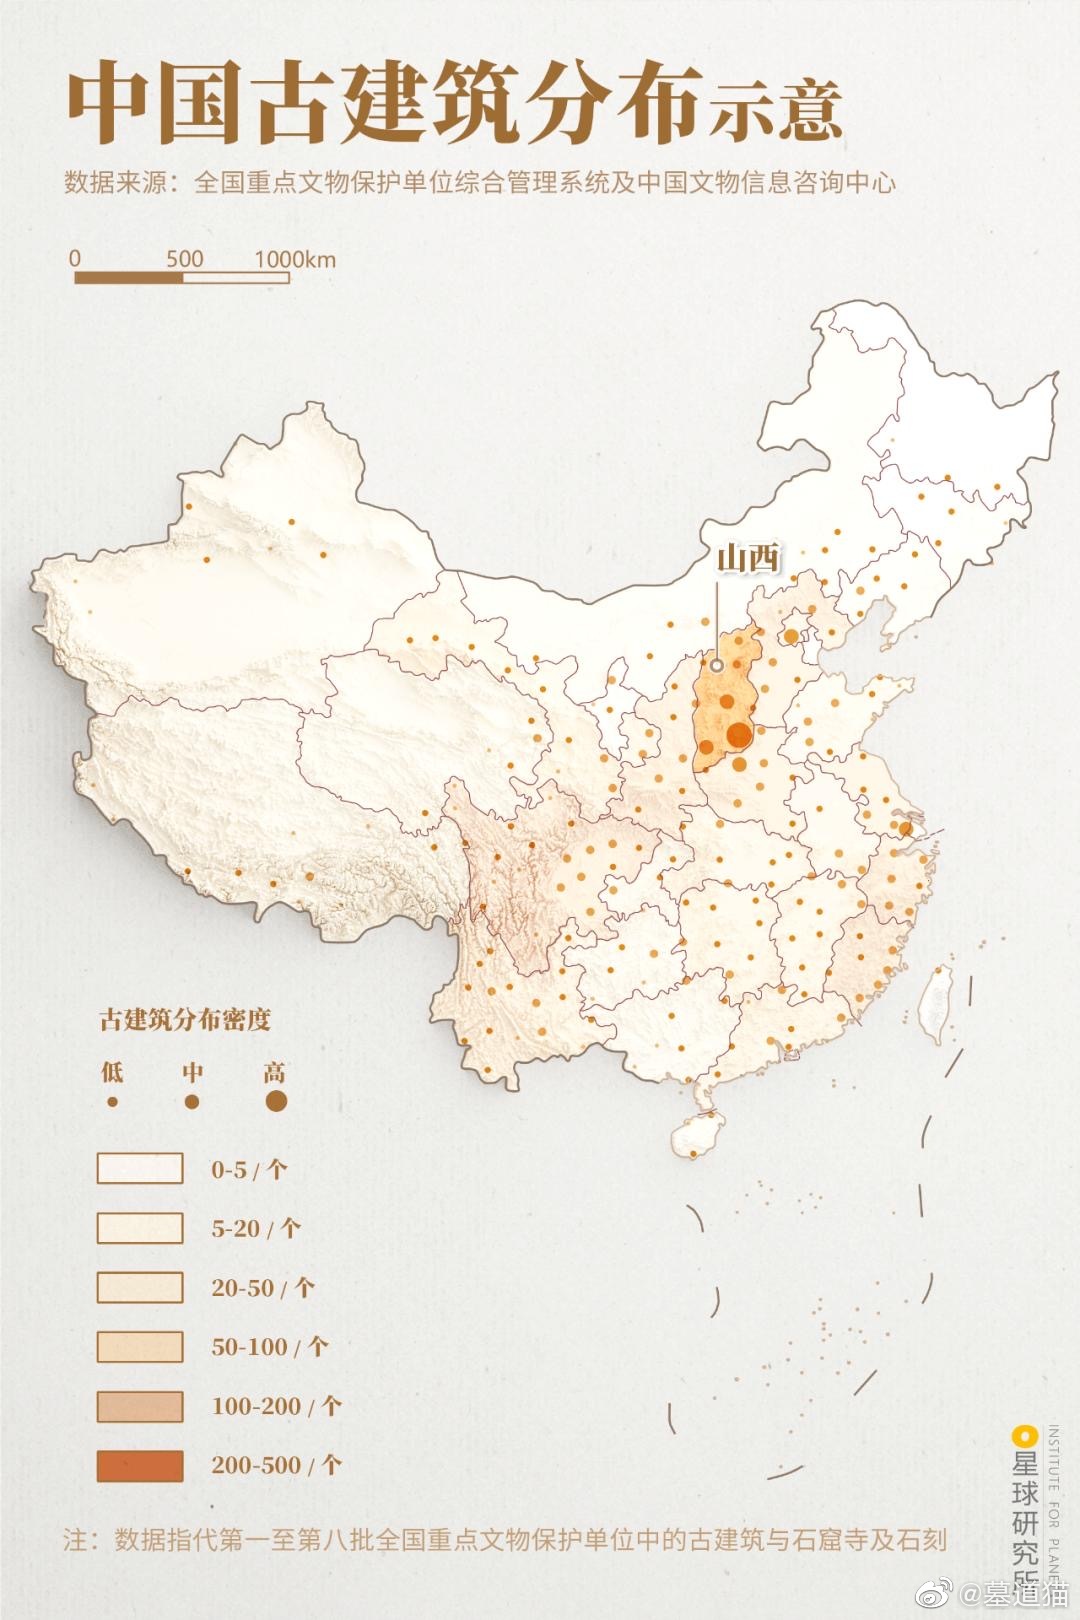 中国古建筑分布示意
数据来源：全国重点文物保护单位综合管理系统及中国文物信息咨询中心
0 500 1000km
山西
古建筑分布密度
低 中 高
0-5 / 个
5-20 / 个
20-50 / 个
50-100 / 个
100-200 / 个
200-500 / 个
注：数据指代第一至第八批全国重点文物保护单位中的古建筑与石窟寺及石刻
星球研究所
INSTITUTE FOR PLANE
@墓道猫